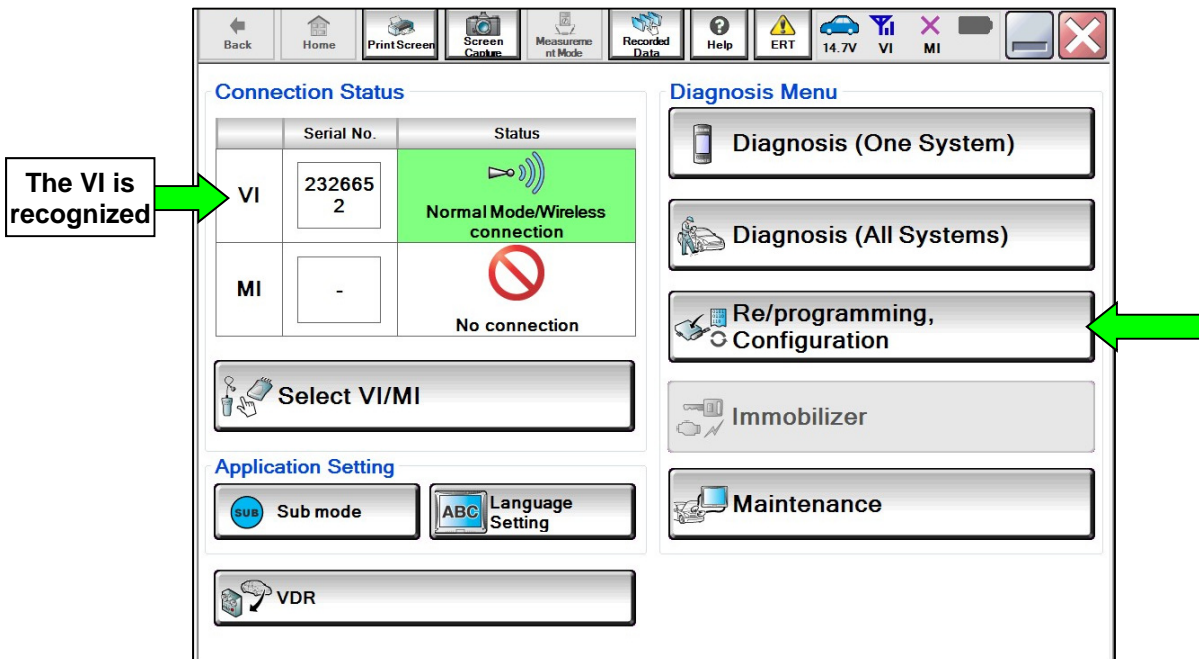 Back
Home
Print Screen
Screen
Capture
Measureme
nt Mode
Recorded
Data
?
Help
ERT
14.7V
VI
MI
Connection Status
Serial No.
Status
The VI is
recognized
VI
232665
2
Normal Mode/Wireless
connection
MI
-
No connection
Select VI/MI
Application Setting
SUB
Sub mode
ABC
Language
Setting
VDR
Diagnosis Menu
Diagnosis (One System)
Diagnosis (All Systems)
Re/programming,
Configuration
Immobilizer
Maintenance